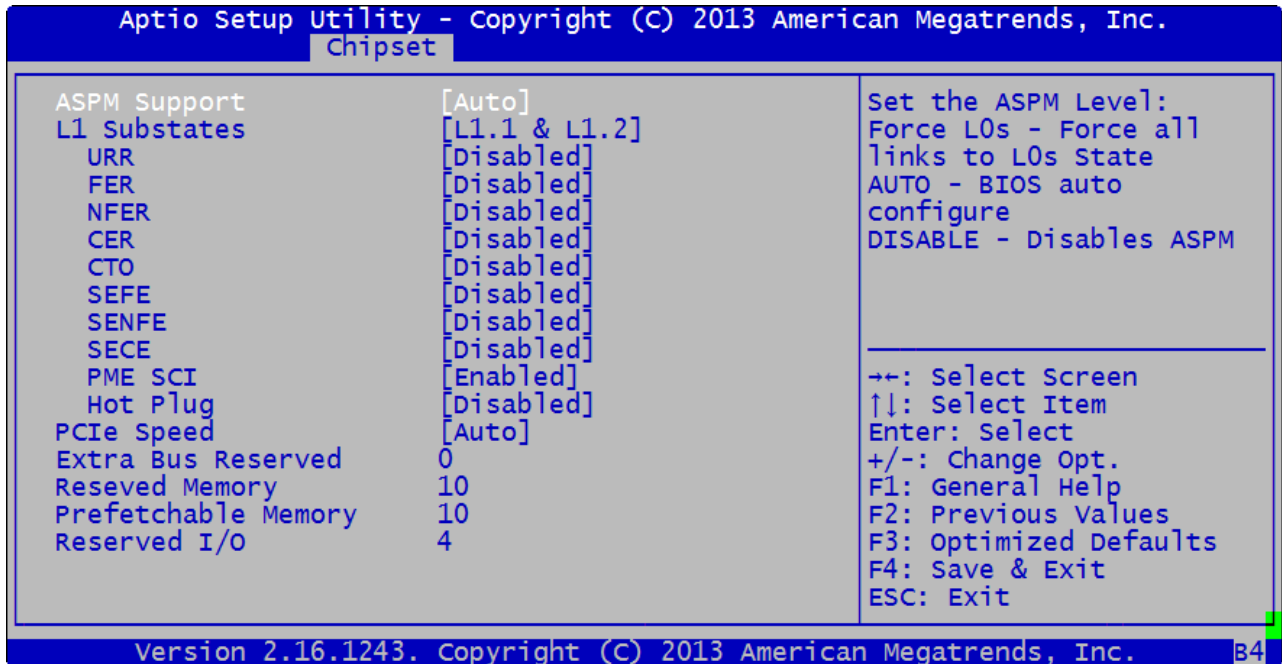 Aptio Setup Utility - Copyright (C) 2013 American Megatrends, Inc.
Chipset
ASPM Support [Auto]
L1 Substates [L1.1 & L1.2]
URR [Disabled]
FER [Disabled]
NFER [Disabled]
CER [Disabled]
CTO [Disabled]
SEFE [Disabled]
SENFE [Disabled]
SECE [Disabled]
PME SCI [Enabled]
Hot Plug [Disabled]
PCIe Speed [Auto]
Extra Bus Reserved 0
Reseved Memory 10
Prefetchable Memory 10
Reserved I/O 4
Set the ASPM Level:
Force L0s - Force all
links to L0s State
AUTO - BIOS auto
configure
DISABLE - Disables ASPM
→←: Select Screen
↑↓: Select Item
Enter: Select
+/-: Change Opt.
F1: General Help
F2: Previous Values
F3: Optimized Defaults
F4: Save & Exit
ESC: Exit
Version 2.16.1243. Copyright (C) 2013 American Megatrends, Inc. B4